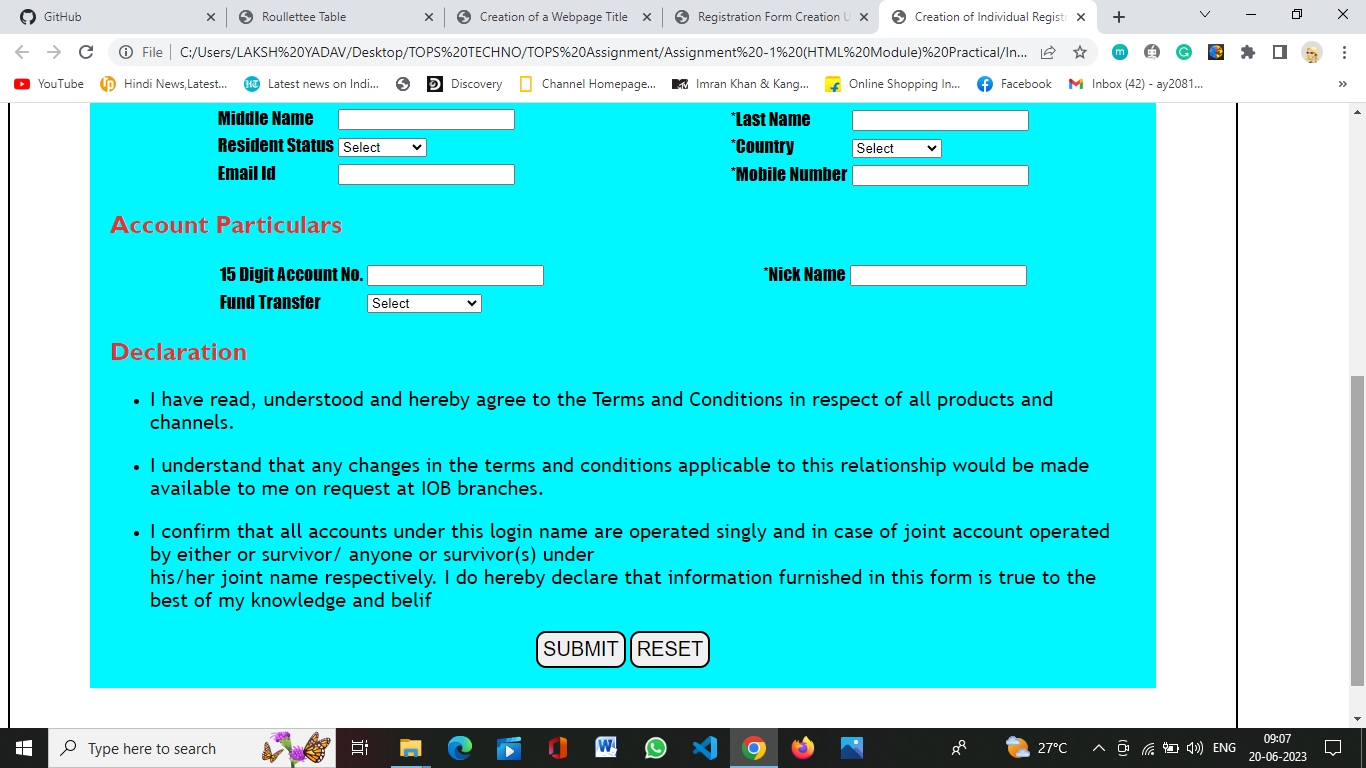 GitHub
Roullettee Table
Creation of a Webpage Title
Registration Form Creation U
Creation of Individual Regist
File
C:/Users/LAKSH%20YADAV/Desktop/TOPS%20TECHNO/TOPS%20Assignment/Assignment%20-1%20(HTML%20Module)%20Practical/In...
YouTube
Hindi News,Latest...
Latest news on Indi...
Discovery
Channel Homepage...
Imran Khan & Kang...
Online Shopping In...
Facebook
Inbox (42) - ay2081...
»
Middle Name
*Last Name
Resident Status Select
*Country Select
Email Id
*Mobile Number
Account Particulars
15 Digit Account No.
*Nick Name
Fund Transfer Select
Declaration
• I have read, understood and hereby agree to the Terms and Conditions in respect of all products and
channels.
• I understand that any changes in the terms and conditions applicable to this relationship would be made
available to me on request at IOB branches.
• I confirm that all accounts under this login name are operated singly and in case of joint account operated
by either or survivor/ anyone or survivor(s) under
his/her joint name respectively. I do hereby declare that information furnished in this form is true to the
best of my knowledge and belif
SUBMIT RESET
Type here to search
27°C
ENG
09:07
20-06-2023